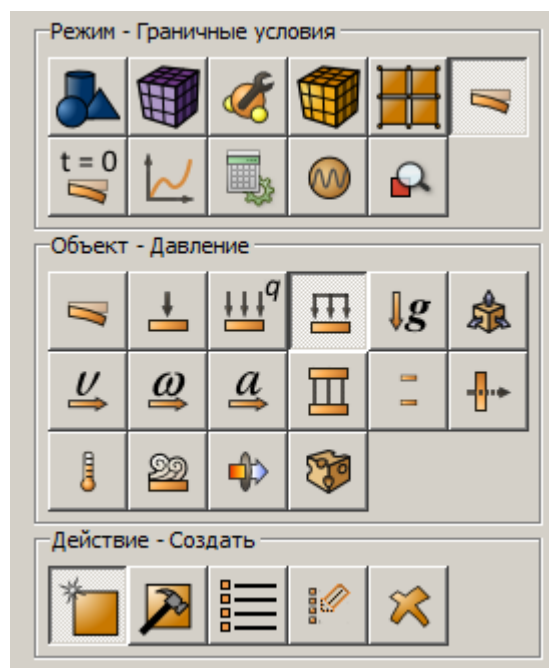 Режим - Граничные условия
t = 0
Объект - Давление
q
g
υ ω a
Действие - Создать